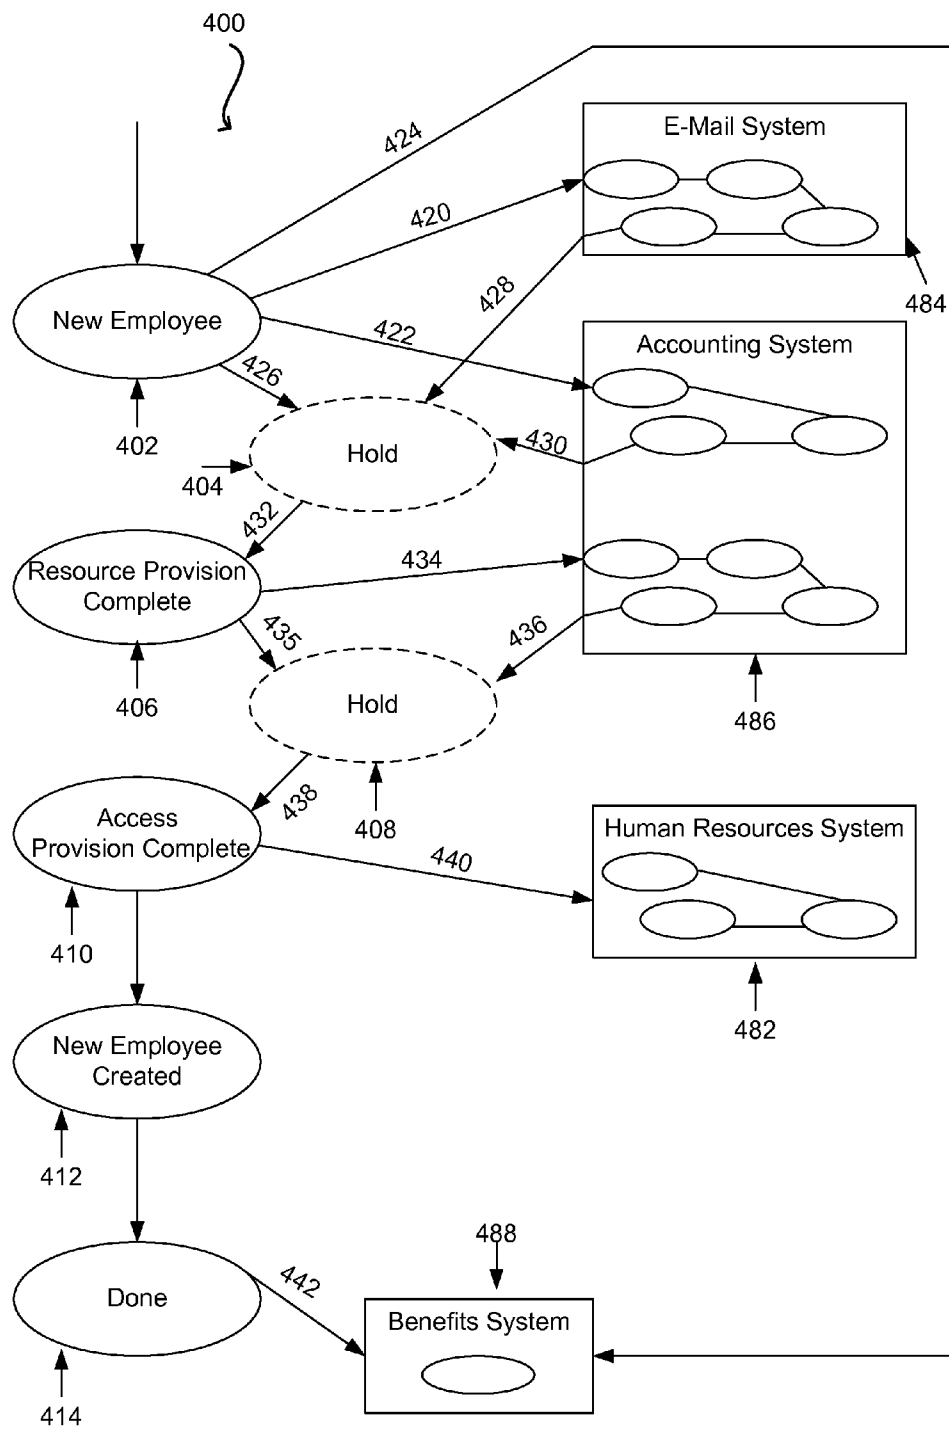 400
424
E-Mail System
420
428
484
New Employee
422
Accounting System
426
402
430
Hold
404
432
Resource Provision
Complete
434
435
436
406
Hold
486
438
408
Access
Provision Complete
440
Human Resources System
410
482
New Employee
Created
412
488
442
Done
Benefits System
414